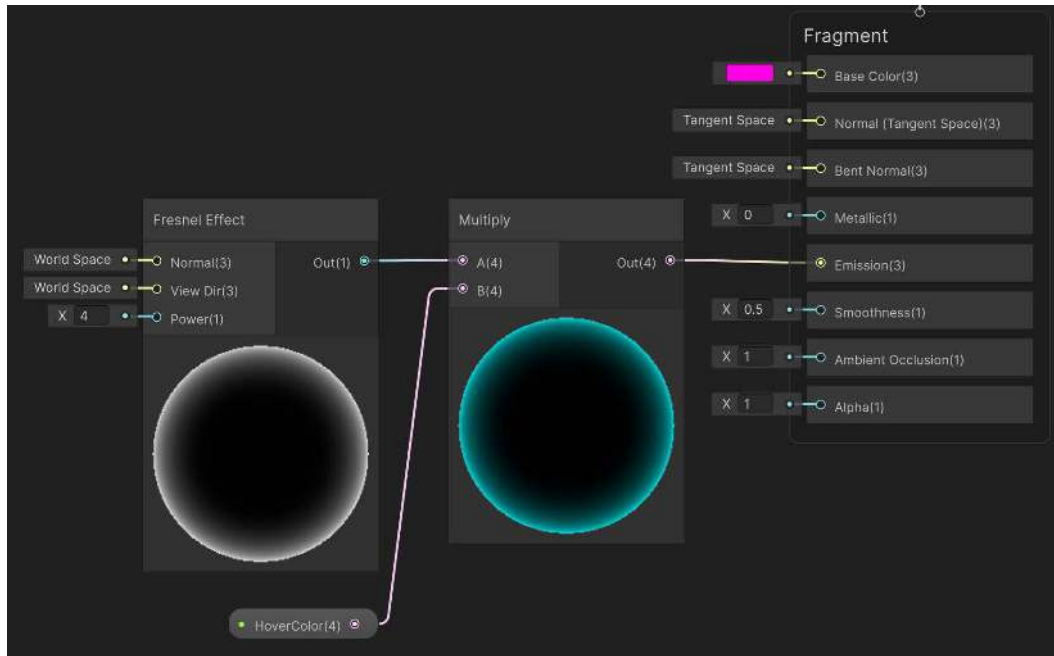 Fragment
Base Color(3)
Tangent Space
Normal (Tangent Space)(3)
Tangent Space
Bent Normal(3)
X 0
Metallic(1)
Emission(3)
X 0.5
Smoothness(1)
X 1
Ambient Occlusion(1)
X 1
Alpha(1)
Fresnel Effect
World Space
Normal(3)
Out(1)
World Space
View Dir(3)
X 4
Power(1)
Multiply
A(4)
Out(4)
B(4)
HoverColor(4)